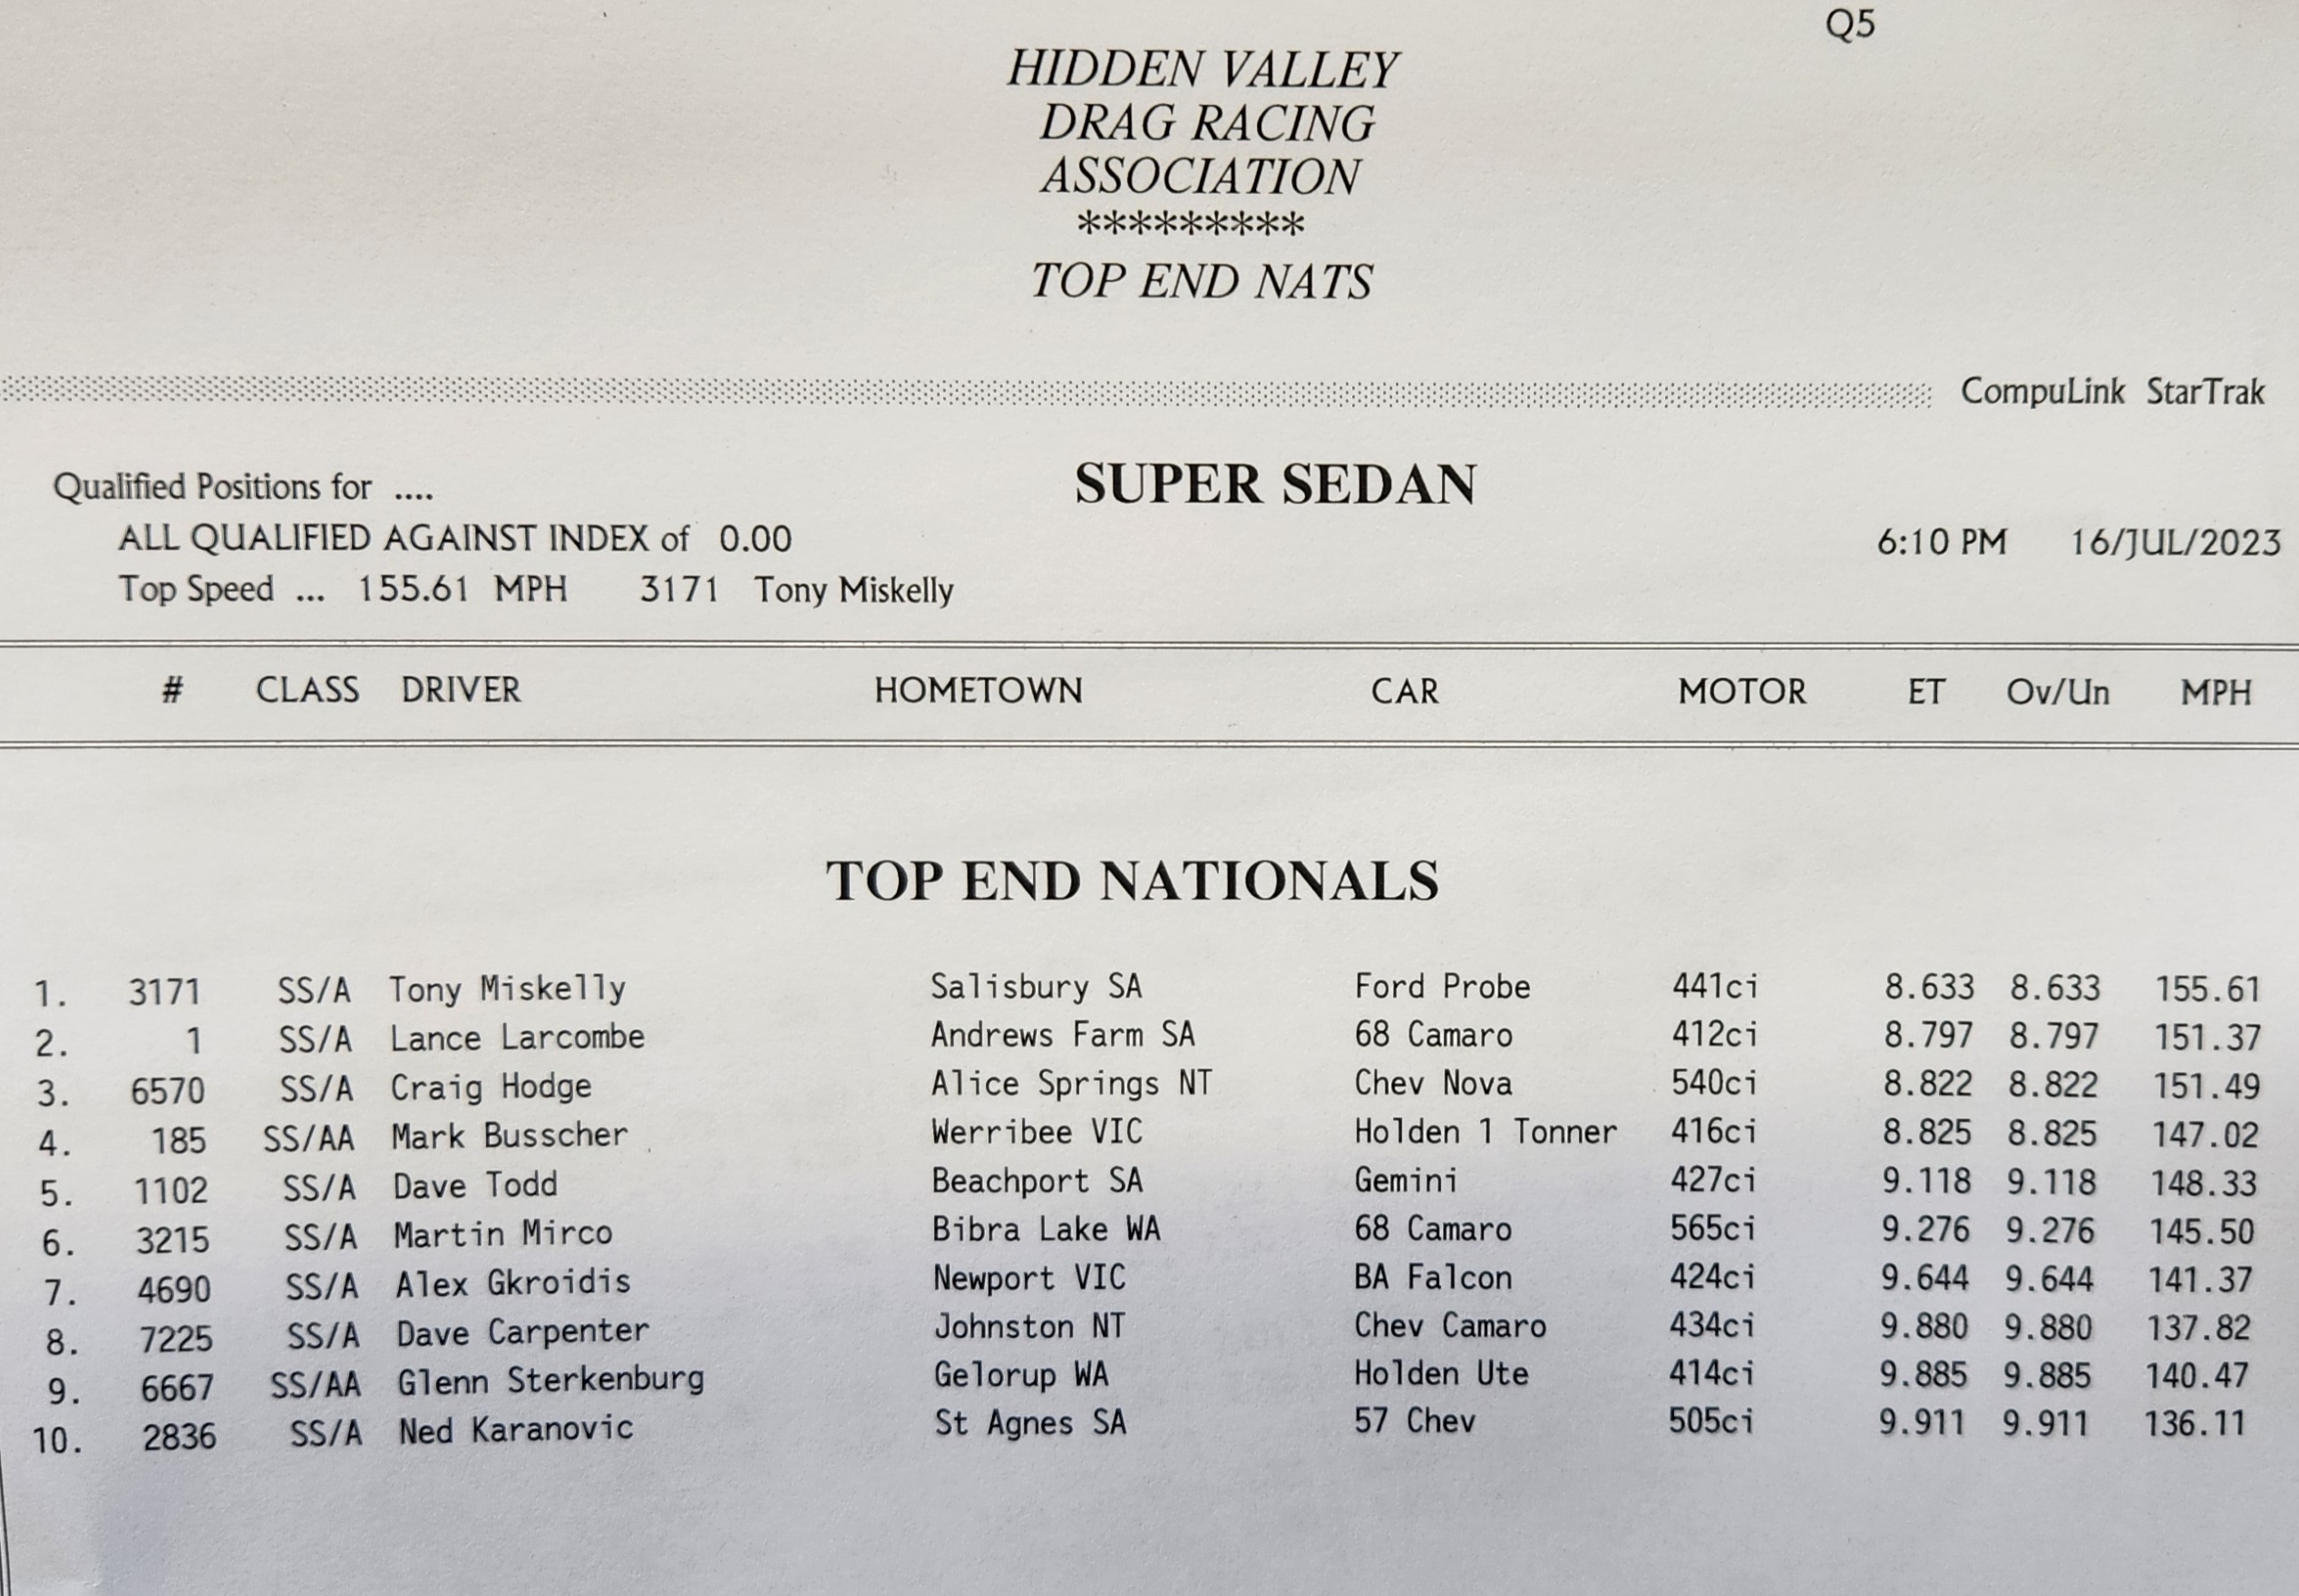 Q5
HIDDEN VALLEY
DRAG RACING
ASSOCIATION
*********
TOP END NATS
CompuLink StarTrak
Qualified Positions for .... SUPER SEDAN
ALL QUALIFIED AGAINST INDEX of 0.00 6:10 PM 16/JUL/2023
Top Speed ... 155.61 MPH 3171 Tony Miskelly
# CLASS DRIVER HOMETOWN CAR MOTOR ET Ov/Un MPH
TOP END NATIONALS
1. 3171 SS/A Tony Miskelly Salisbury SA Ford Probe 441ci 8.633 8.633 155.61
2. 1 SS/A Lance Larcombe Andrews Farm SA 68 Camaro 412ci 8.797 8.797 151.37
3. 6570 SS/A Craig Hodge Alice Springs NT Chev Nova 540ci 8.822 8.822 151.49
4. 185 SS/AA Mark Busscher Werribee VIC Holden 1 Tonner 416ci 8.825 8.825 147.02
5. 1102 SS/A Dave Todd Beachport SA Gemini 427ci 9.118 9.118 148.33
6. 3215 SS/A Martin Mirco Bibra Lake WA 68 Camaro 565ci 9.276 9.276 145.50
7. 4690 SS/A Alex Gkroidis Newport VIC BA Falcon 424ci 9.644 9.644 141.37
8. 7225 SS/A Dave Carpenter Johnston NT Chev Camaro 434ci 9.880 9.880 137.82
9. 6667 SS/AA Glenn Sterkenburg Gelorup WA Holden Ute 414ci 9.885 9.885 140.47
10. 2836 SS/A Ned Karanovic St Agnes SA 57 Chev 505ci 9.911 9.911 136.11